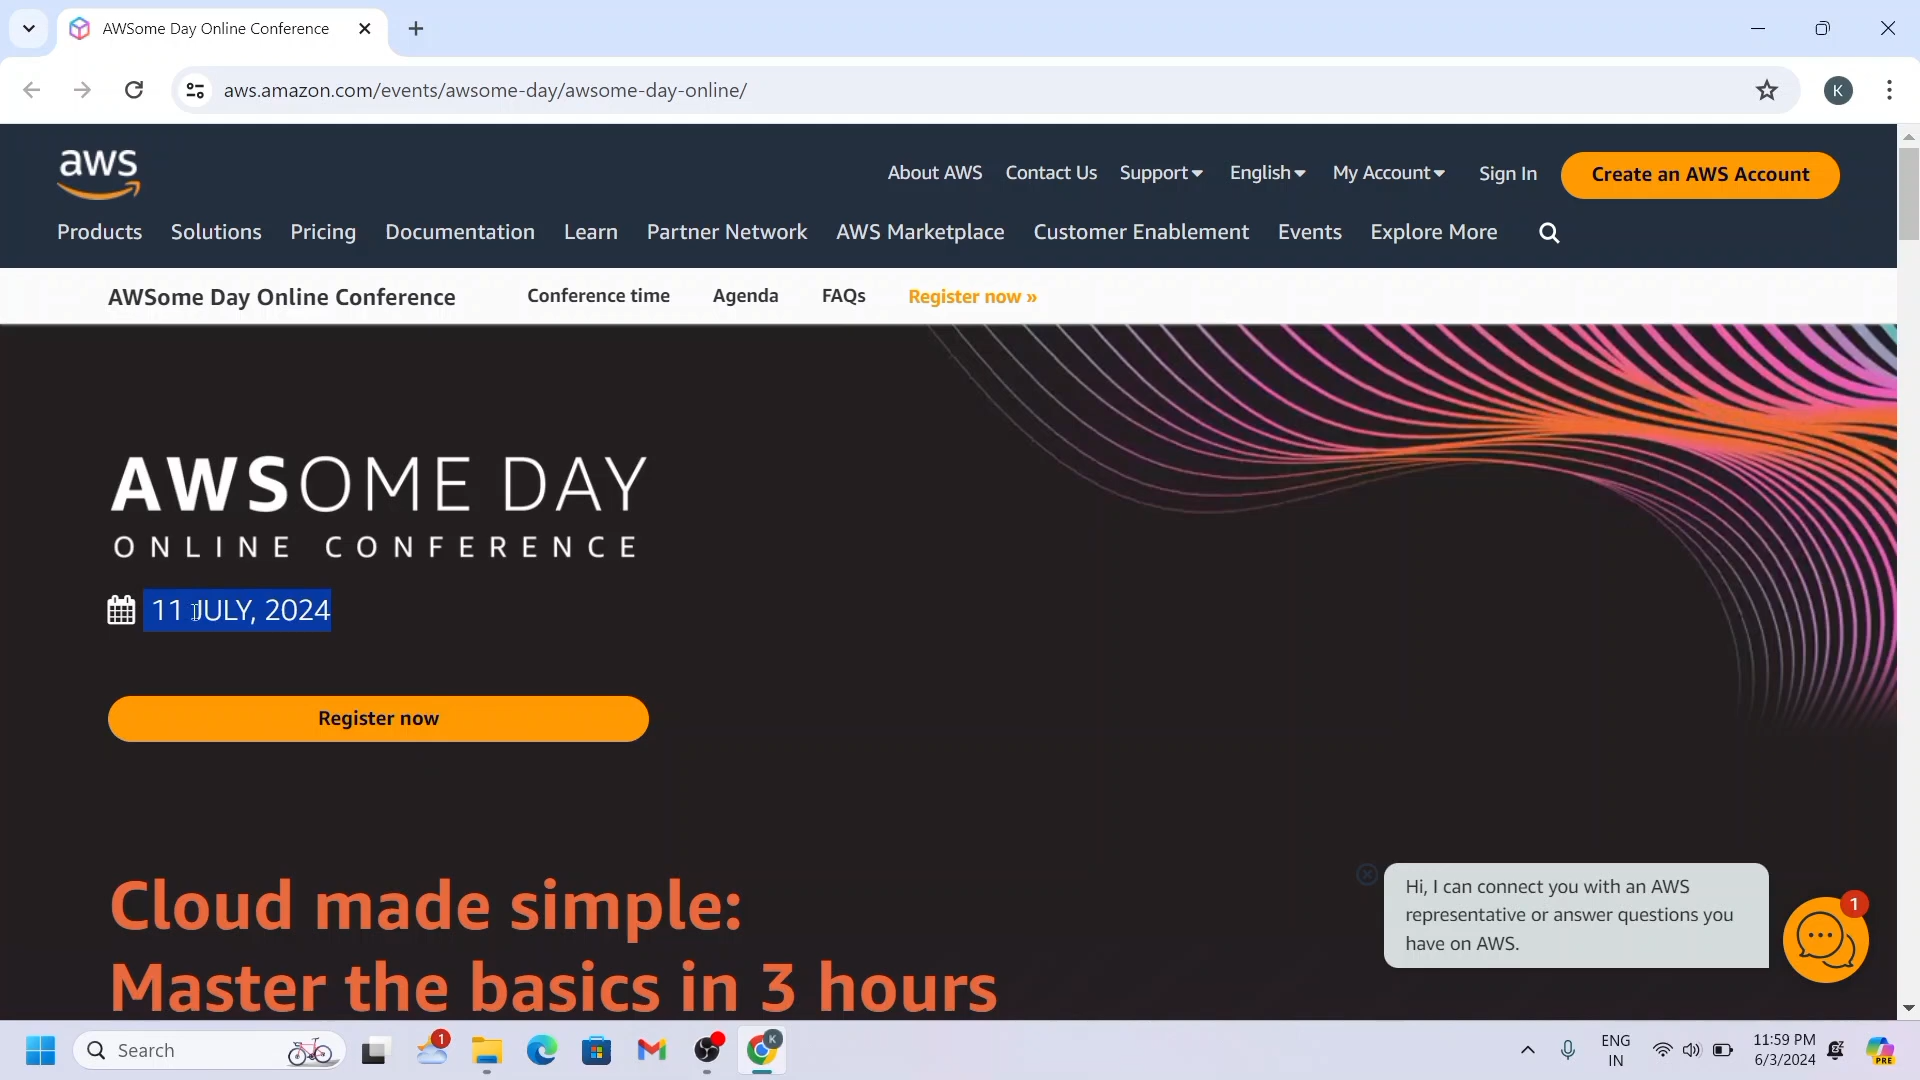 AWSome Day Online Conference
aws.amazon.com/events/awsome-day/awsome-day-online/
K
aws
About AWS Contact Us Support English My Account Sign In Create an AWS Account
Products Solutions Pricing Documentation Learn Partner Network AWS Marketplace Customer Enablement Events Explore More
AWSome Day Online Conference Conference time Agenda FAQs Register now »
AWSOME DAY
ONLINE CONFERENCE
11 JULY, 2024
Register now
Cloud made simple:
Master the basics in 3 hours
Hi, I can connect you with an AWS
representative or answer questions you
have on AWS.
1
Search
1
K
ENG
IN
11:59 PM
6/3/2024
PRE